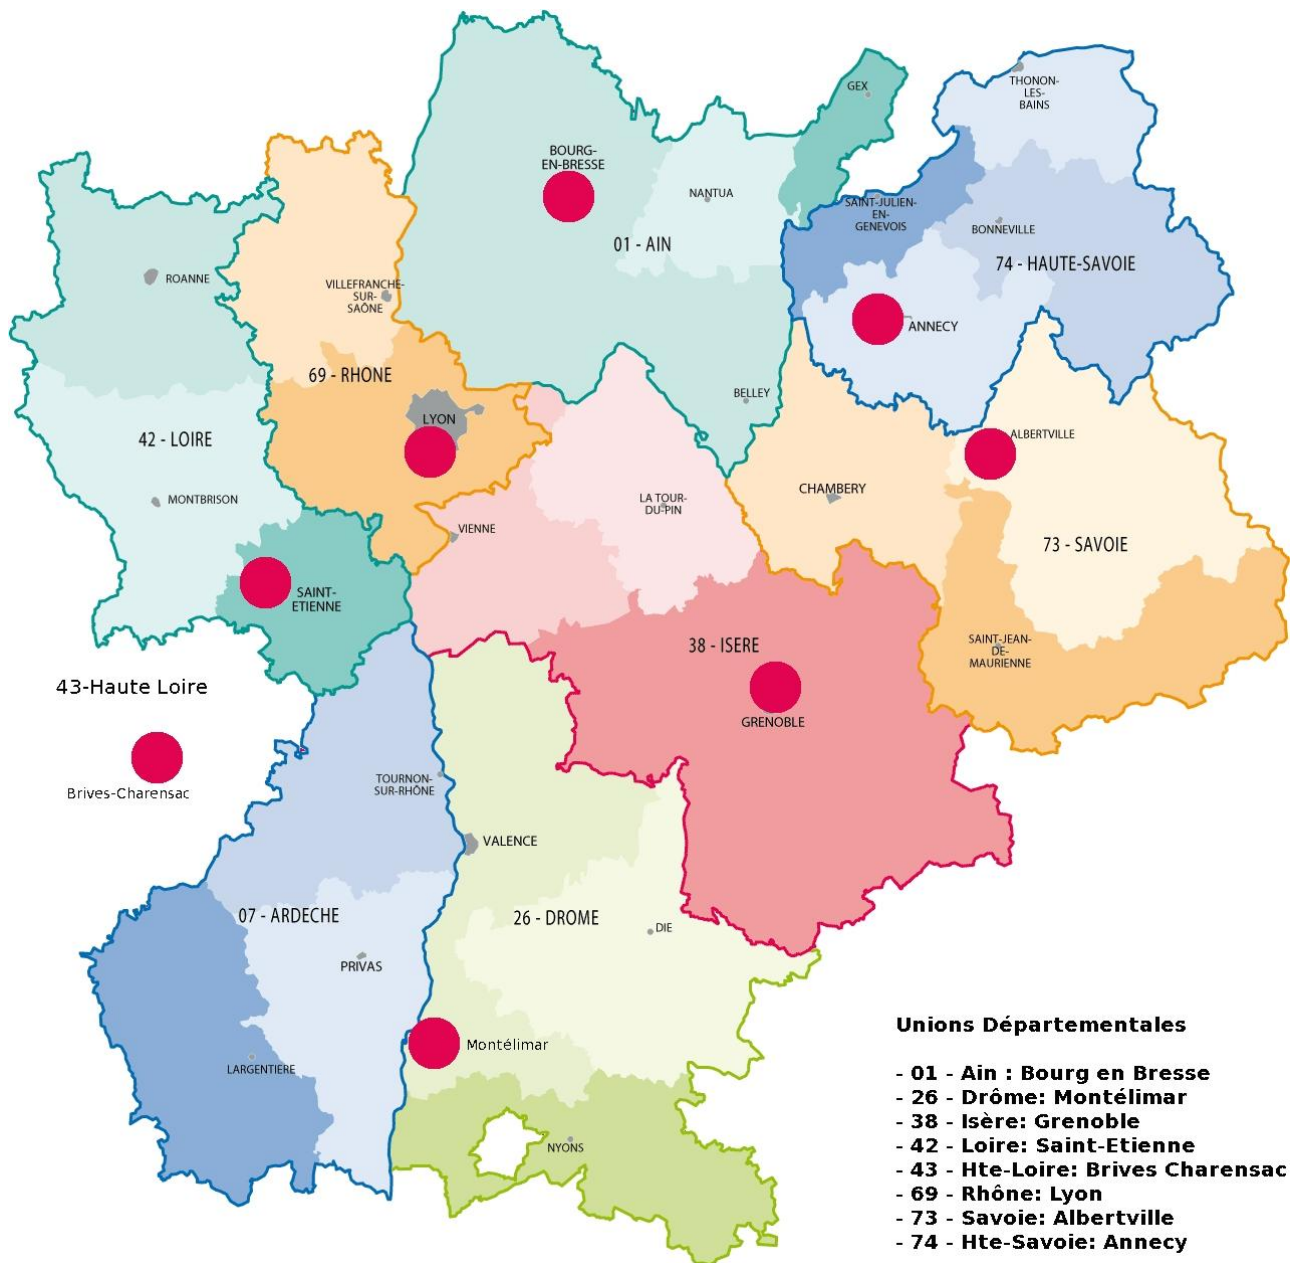 GEX
THONON-
LES-
BAINS
BOURG-
EN-BRESSE
NANTUA
SAINT-JULIEN-
EN-
GENEVOIS
BONNEVILLE
01 - AIN
74 - HAUTE-SAVOIE
ROANNE
VILLEFRANCHE-
SUR-
SAÔNE
ANNECY
69 - RHONE
BELLEY
LYON
42 - LOIRE
ALBERTVILLE
MONTBRISON
LA TOUR-
DU-PIN
CHAMBERY
VIENNE
73 - SAVOIE
SAINT-
ETIENNE
38 - ISERE
SAINT-JEAN-
DE-
MAURIENNE
43-Haute Loire
GRENOBLE
Brives-Charensac
TOURNON-
SUR-RHÔNE
VALENCE
07 - ARDECHE
26 - DROME
DIE
PRIVAS
Montélimar
LARGENTIÈRE
NYONS
Unions Départementales
- 01 - Ain : Bourg en Bresse
- 26 - Drôme: Montélimar
- 38 - Isère: Grenoble
- 42 - Loire: Saint-Etienne
- 43 - Hte-Loire: Brives Charensac
- 69 - Rhône: Lyon
- 73 - Savoie: Albertville
- 74 - Hte-Savoie: Annecy